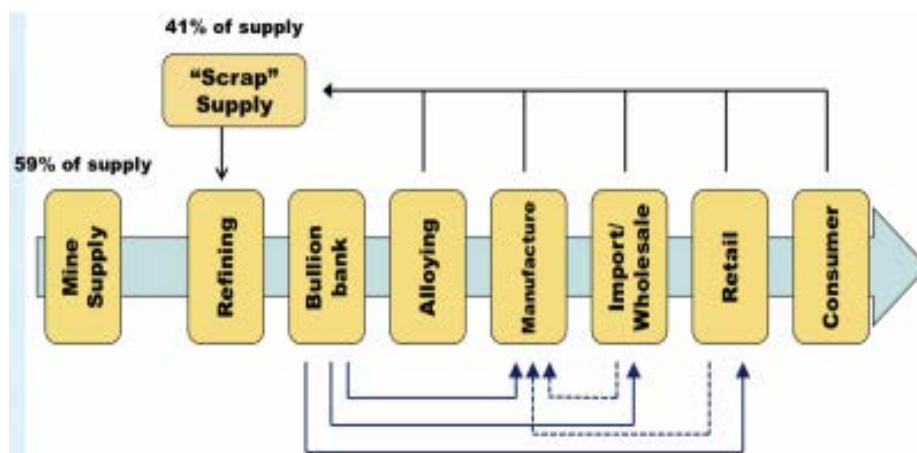 41% of supply
“Scrap”
Supply
59% of supply
Mine
Supply
Refining
Bullion
bank
Alloying
Manufacture
Import/
Wholesale
Retail
Consumer